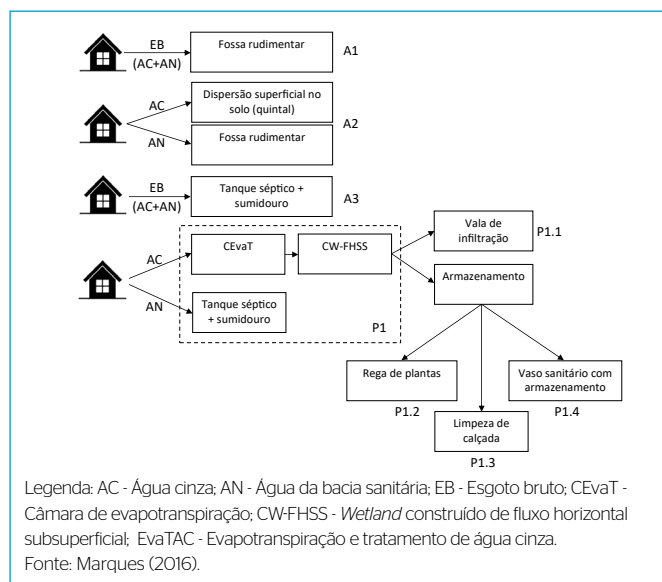 EB
(AC+AN)
Fossa rudimentar
A1
AC
AN
Dispersão superficial no
solo (quintal)
Fossa rudimentar
A2
EB
(AC+AN)
Tanque séptico +
sumidouro
A3
AC
AN
CEvaT
CW-FHSS
Tanque séptico
+ sumidouro
P1
Vala de
infiltração
P1.1
Armazenamento
Rega de plantas
P1.2
Limpeza de
calçada
P1.3
Vaso sanitário com
armazenamento
P1.4
Legenda: AC - Água cinza; AN - Água da bacia sanitária; EB - Esgoto bruto; CEvaT -
Câmara de evapotranspiração; CW-FHSS - Wetland construído de fluxo horizontal
subsuperficial; EvaTAC - Evapotranspiração e tratamento de água cinza.
Fonte: Marques (2016).